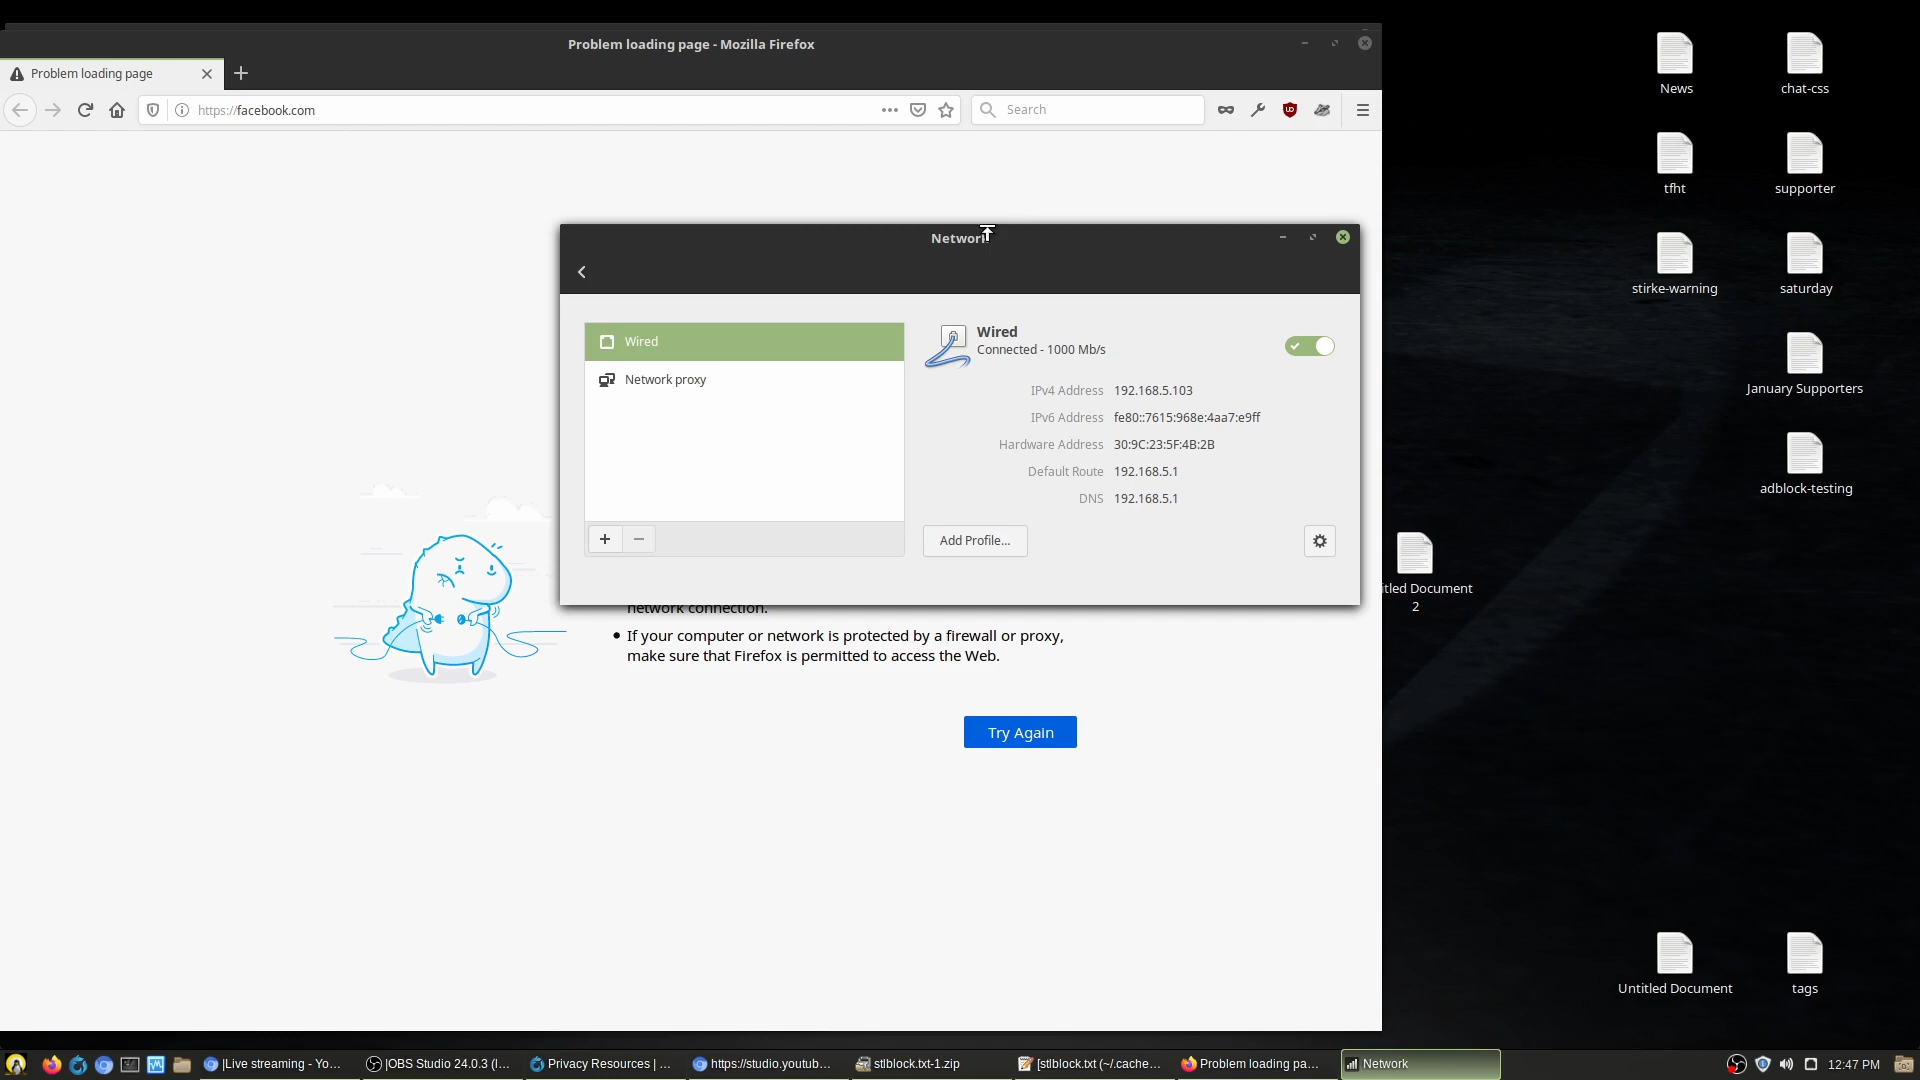 Problem loading page - Mozilla Firefox
Problem loading page
https://facebook.com
Search
Network
Wired
Network proxy
Wired
Connected - 1000 Mb/s
IPv4 Address 192.168.5.103
IPv6 Address fe80::7615:968e:4aa7:e9ff
Hardware Address 30:9C:23:5F:4B:2B
Default Route 192.168.5.1
DNS 192.168.5.1
Add Profile...
network connection.
• If your computer or network is protected by a firewall or proxy,
make sure that Firefox is permitted to access the Web.
Try Again
News
chat-css
tfht
supporter
stirke-warning
saturday
January Supporters
adblock-testing
itled Document
2
Untitled Document
tags
|Live streaming - Yo...
|OBS Studio 24.0.3 (l...
Privacy Resources | ...
https://studio.youtub...
stlblock.txt-1.zip
[stlblock.txt (~/.cache...
Problem loading pa...
Network
12:47 PM